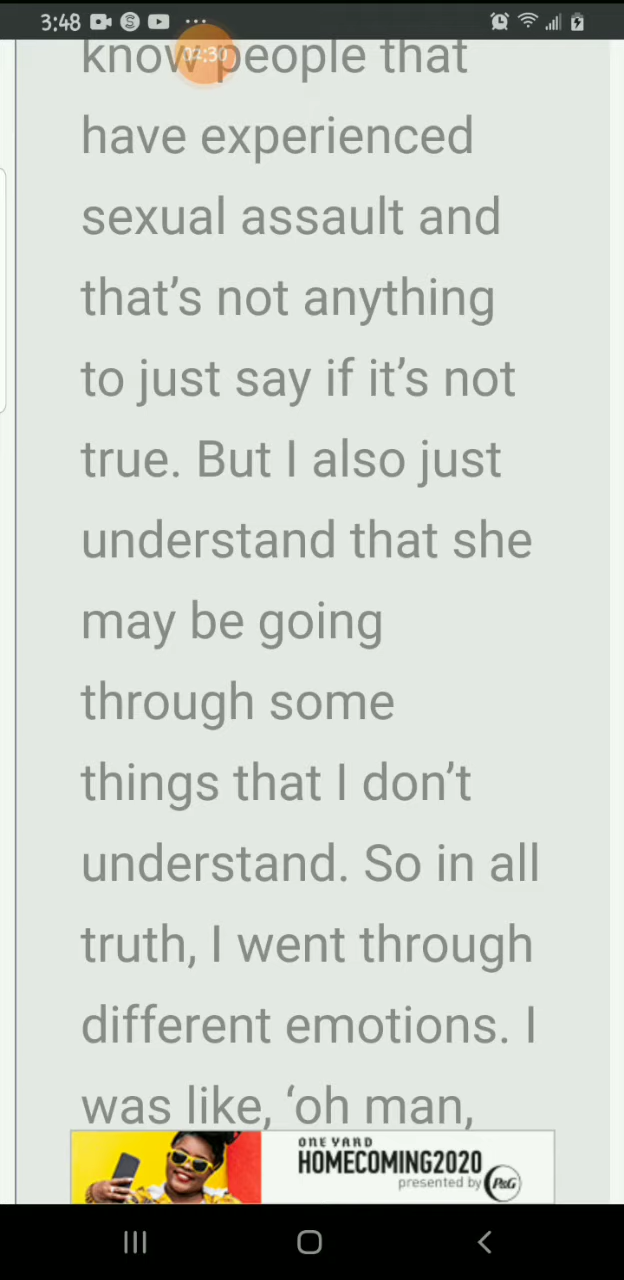 3:48
02:30
know people that
have experienced
sexual assault and
that’s not anything
to just say if it’s not
true. But I also just
understand that she
may be going
through some
things that I don’t
understand. So in all
truth, I went through
different emotions. I
was like, ‘oh man,
ONE YARD
HOMECOMING2020
presented by P&G